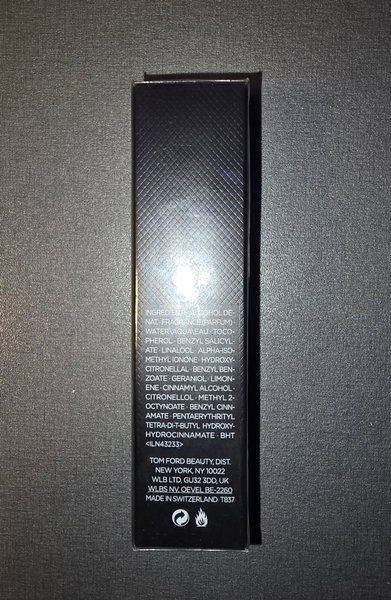 INGREDIENTS: ALCOHOL DE-
NAT. · FRAGRANCE (PARFUM) ·
WATER\AQUA\EAU · TOCO-
PHEROL · BENZYL SALICYL-
ATE · LINALOOL · ALPHA-ISO-
METHYL IONONE · HYDROXY-
CITRONELLAL · BENZYL BEN-
ZOATE · GERANIOL · LIMON-
ENE · CINNAMYL ALCOHOL ·
CITRONELLOL · METHYL 2-
OCTYNOATE · BENZYL CINN-
AMATE · PENTAERYTHRITYL
TETRA-DI-T-BUTYL HYDROXY-
HYDROCINNAMATE · BHT
<ILN43233>
TOM FORD BEAUTY, DIST.
NEW YORK, NY 10022
WLB LTD, GU32 3DD, UK
WLBS NV. OEVEL BE-2260
MADE IN SWITZERLAND T837